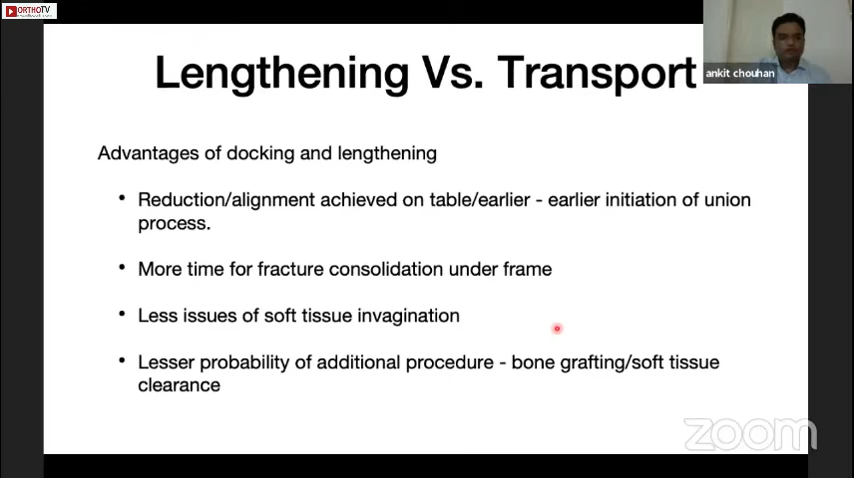 ORTHOTV
ankit chouhan
Lengthening Vs. Transport
Advantages of docking and lengthening
• Reduction/alignment achieved on table/earlier - earlier initiation of union
process.
• More time for fracture consolidation under frame
• Less issues of soft tissue invagination
• Lesser probability of additional procedure - bone grafting/soft tissue
clearance
zoom